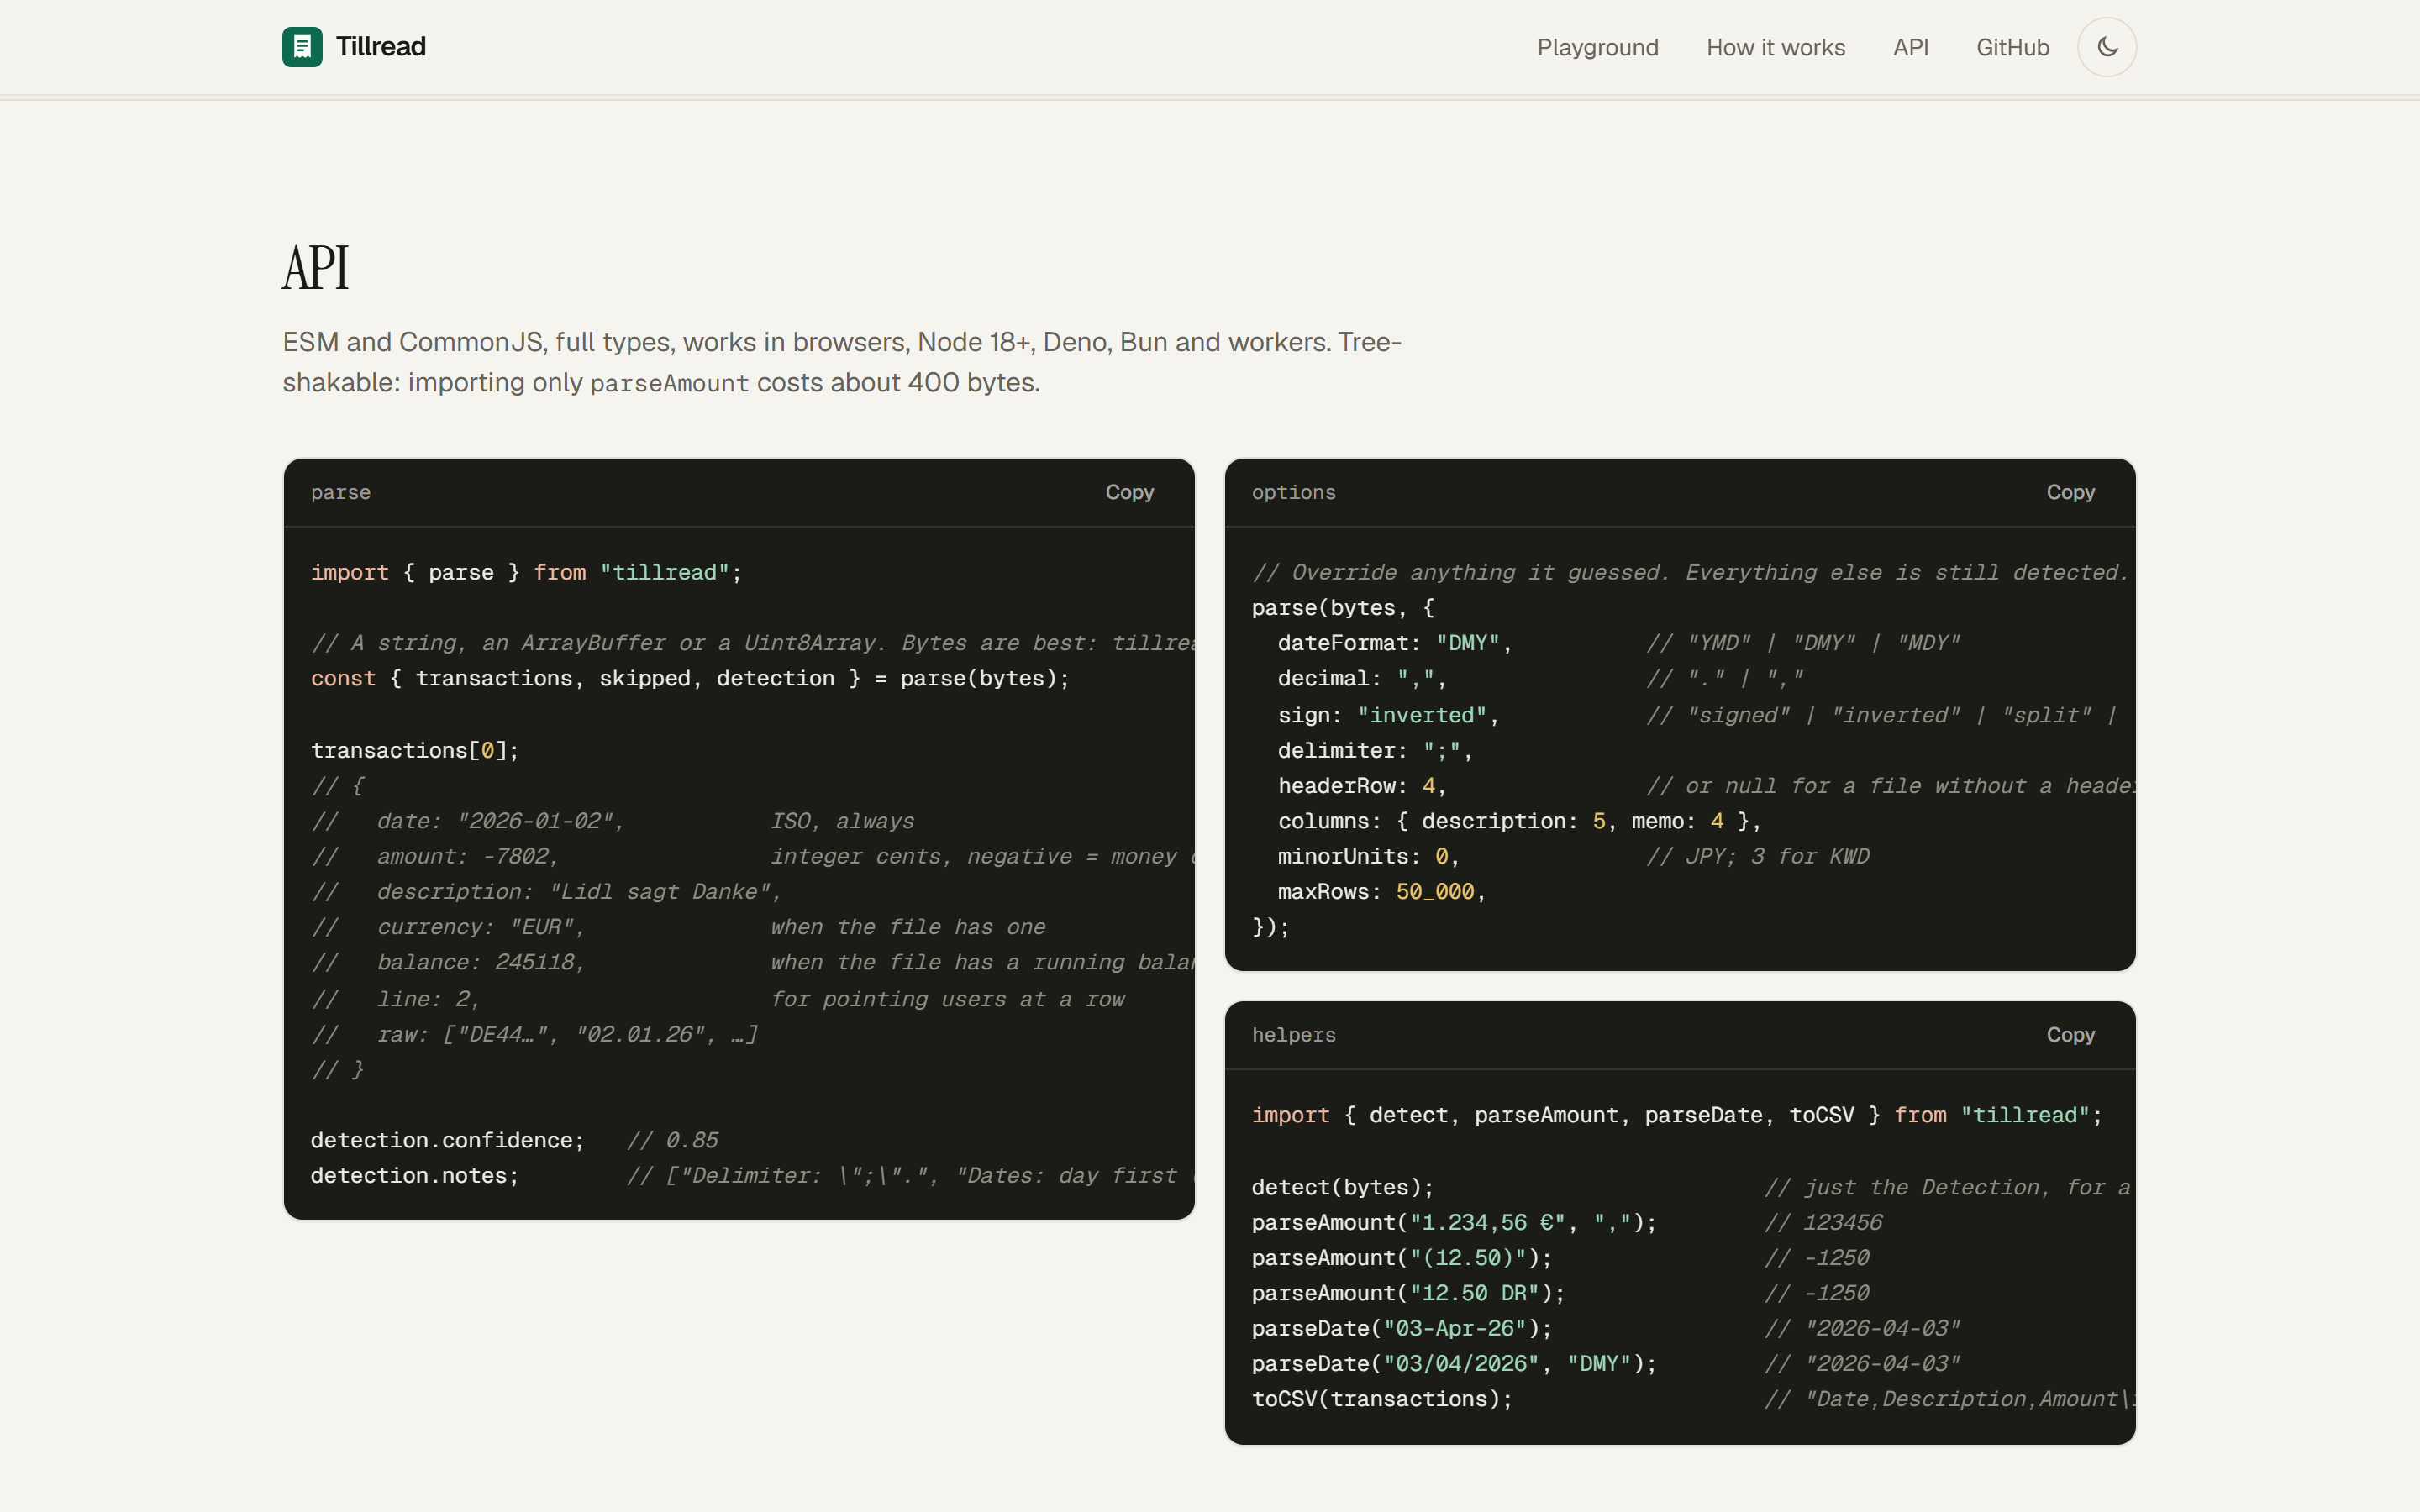 Tillread
Playground
How it works
API
GitHub
API
ESM and CommonJS, full types, works in browsers, Node 18+, Deno, Bun and workers. Tree-
shakable: importing only parseAmount costs about 400 bytes.
parse
Copy
import { parse } from "tillread";
// A string, an ArrayBuffer or a Uint8Array. Bytes are best:
const { transactions, skipped, detection } = parse(bytes);
transactions[0];
// {
//   date: "2026-01-02",           ISO, always
//   amount: -7802,                integer cents, negative = money
//   description: "Lidl sagt Danke",
//   currency: "EUR",              when the file has one
//   balance: 245118,              when the file has a running
//   line: 2,                      for pointing users at a row
//   raw: ["DE44…", "02.01.26", …]
// }
detection.confidence;   // 0.85
detection.notes;        // ["Delimiter: \";\".", "Dates: day first
options
Copy
// Override anything it guessed. Everything else is still detected.
parse(bytes, {
  dateFormat: "DMY",          // "YMD" | "DMY" | "MDY"
  decimal: ",",               // "." | ","
  sign: "inverted",           // "signed" | "inverted" | "split" |
  delimiter: ";",
  headerRow: 4,               // or null for a file without a
  columns: { description: 5, memo: 4 },
  minorUnits: 0,              // JPY; 3 for KWD
  maxRows: 50_000,
});
helpers
Copy
import { detect, parseAmount, parseDate, toCSV } from "tillread";
detect(bytes);                         // just the Detection, for a
parseAmount("1.234,56 €", ",");        // 123456
parseAmount("(12.50)");                // -1250
parseAmount("12.50 DR");               // -1250
parseDate("03-Apr-26");                // "2026-04-03"
parseDate("03/04/2026", "DMY");        // "2026-04-03"
toCSV(transactions);                   // "Date,Description,Amount\